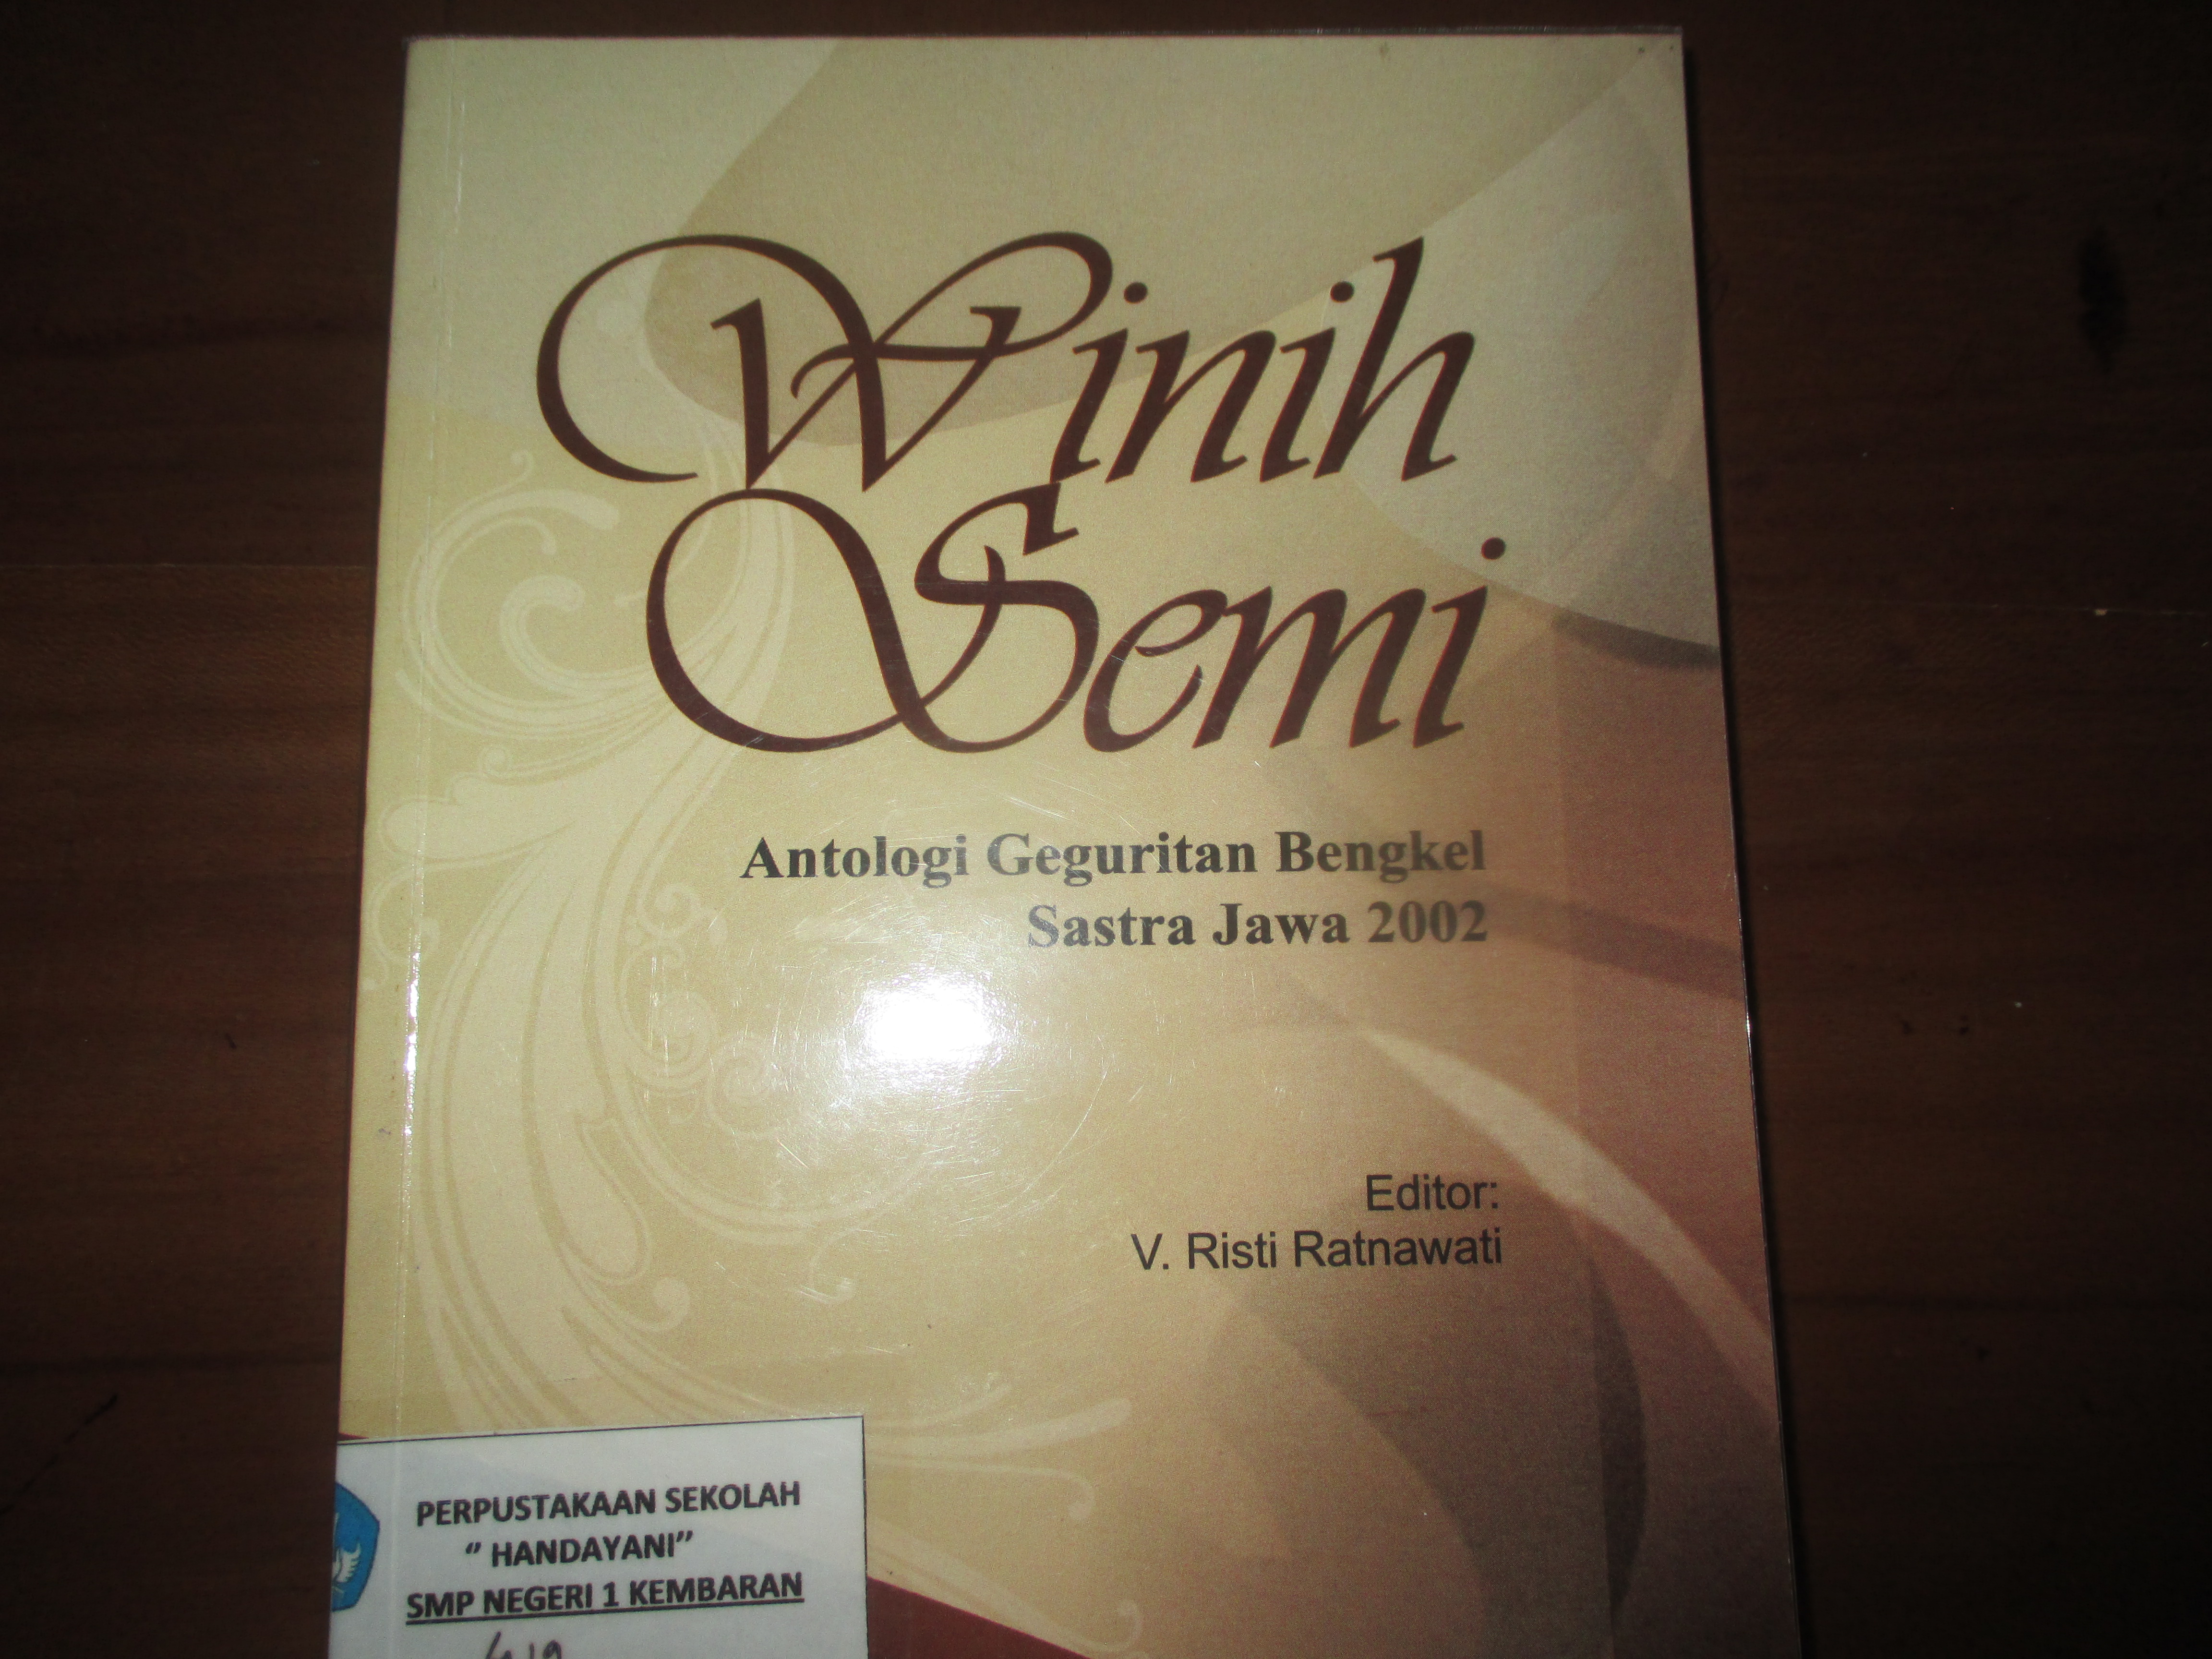 Winih
Semi
Antologi Geguritan Bengkel
Sastra Jawa 2002
Editor:
V. Risti Ratnawati
PERPUSTAKAAN SEKOLAH
“ HANDAYANI”
SMP NEGERI 1 KEMBARAN